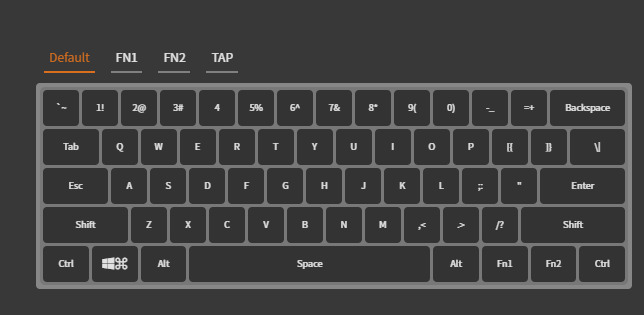 Default FN1 FN2 TAP
`~ 1! 2@ 3# 4 5% 6^ 7& 8* 9( 0) -_ =+ Backspace
Tab Q W E R T Y U I O P [{ ]} \|
Esc A S D F G H J K L ;: " Enter
Shift Z X C V B N M ,< .> /? Shift
Ctrl ⌘ Alt Space Alt Fn1 Fn2 Ctrl